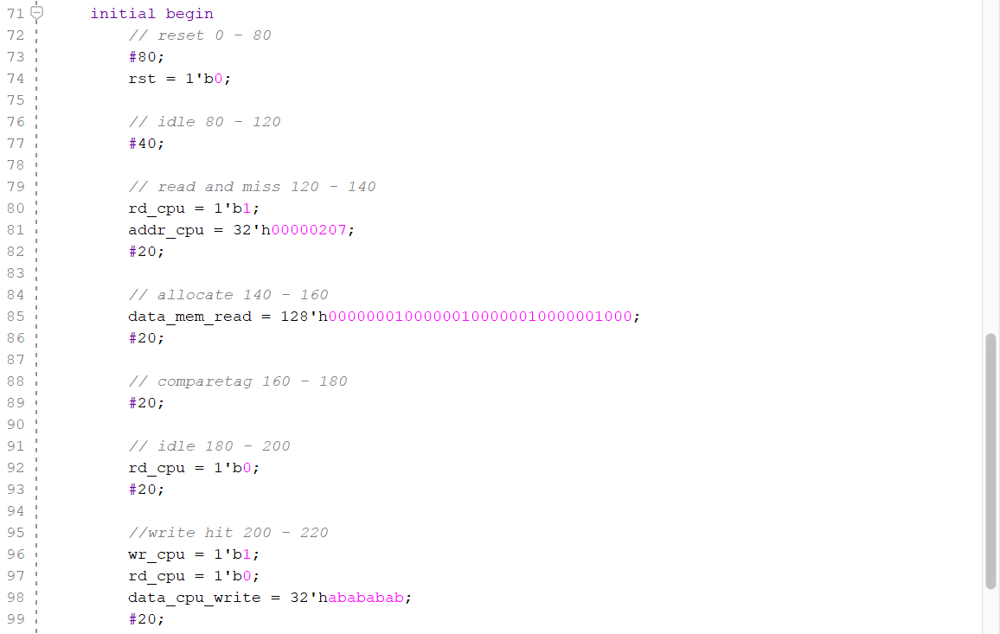 71 initial begin
72 // reset 0 - 80
73 #80;
74 rst = 1'b0;
75
76 // idle 80 - 120
77 #40;
78
79 // read and miss 120 - 140
80 rd_cpu = 1'b1;
81 addr_cpu = 32'h00000207;
82 #20;
83
84 // allocate 140 - 160
85 data_mem_read = 128'h00000001000000100000010000001000;
86 #20;
87
88 // comparetag 160 - 180
89 #20;
90
91 // idle 180 - 200
92 rd_cpu = 1'b0;
93 #20;
94
95 //write hit 200 - 220
96 wr_cpu = 1'b1;
97 rd_cpu = 1'b0;
98 data_cpu_write = 32'habababab;
99 #20;